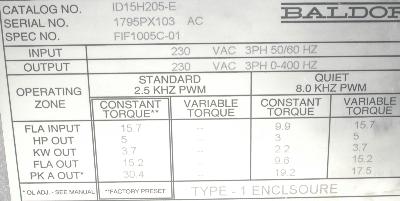 CATALOG NO. ID15H205-E BALDOR
SERIAL NO. 1795PX103 AC
SPEC NO. FIF1005C-01
INPUT 230 VAC 3PH 50/60 HZ
OUTPUT 230 VAC 3PH 0-400 HZ
OPERATING ZONE STANDARD 2.5 KHZ PWM QUIET 8.0 KHZ PWM
CONSTANT TORQUE** VARIABLE TORQUE CONSTANT TORQUE VARIABLE TORQUE
FLA INPUT 15.7 -- 9.9 15.7
HP OUT 5 -- 3 5
KW OUT 3.7 -- 2.2 3.7
FLA OUT 15.2 -- 9.6 15.2
PK A OUT* 30.4 -- 19.2 17.5
*OL ADJ. - SEE MANUAL **FACTORY PRESET TYPE - 1 ENCLSOURE